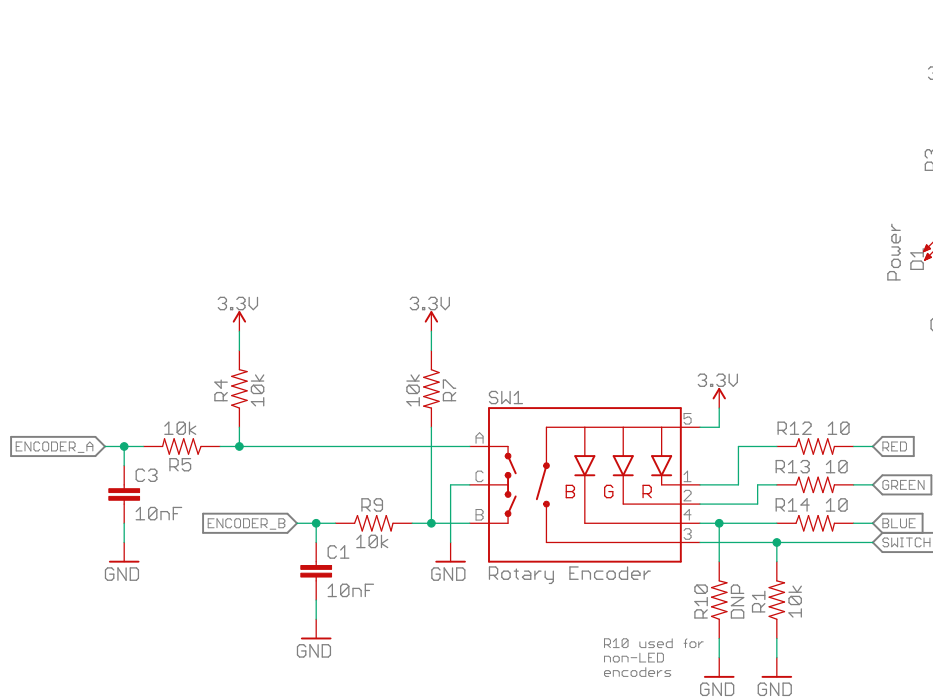 Power
D1
3.3V
3.3V
R4
10k
10k
R7
3.3V
SW1
ENCODER_A
10k
R5
A
5
R12 10
RED
C3
10nF
C
B
G
R
1
R13 10
GREEN
2
R9
ENCODER_B
10k
B
4
R14 10
BLUE
3
SWITCH
GND
C1
10nF
GND
Rotary Encoder
R10
DNP
R1
10k
GND
R10 used for
non-LED
encoders
GND
GND